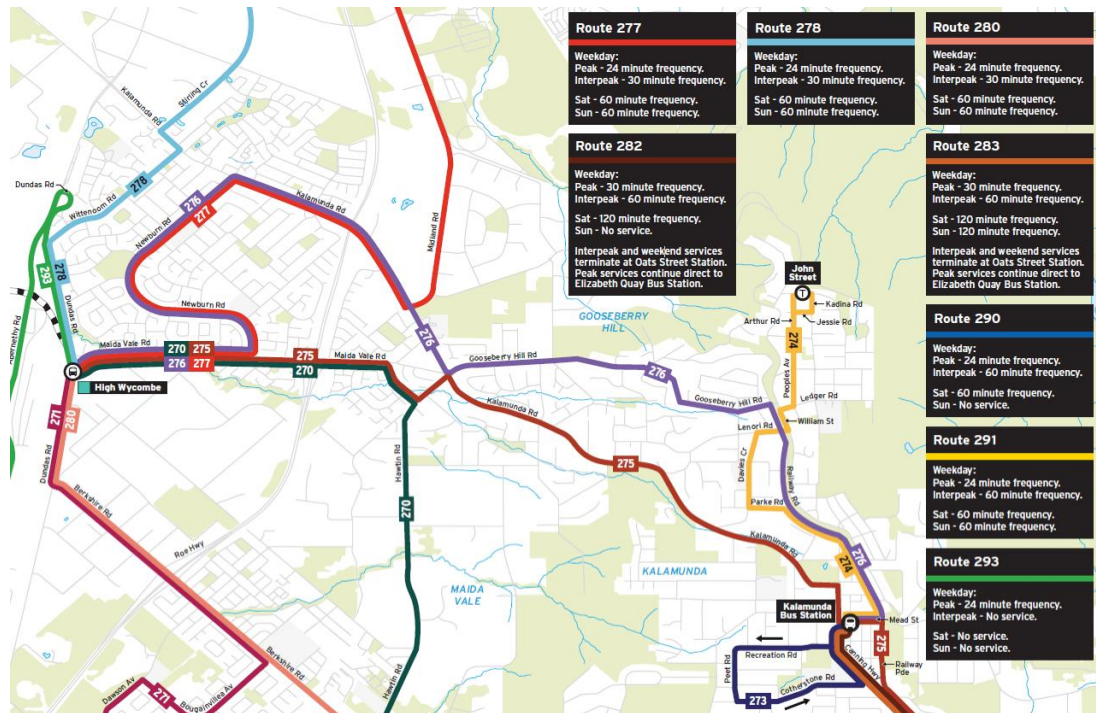 Route 277
Weekday:
Peak - 24 minute frequency.
Interpeak - 30 minute frequency.
Sat - 60 minute frequency.
Sun - 60 minute frequency.
Route 278
Weekday:
Peak - 24 minute frequency.
Interpeak - 30 minute frequency.
Sat - 60 minute frequency.
Sun - 60 minute frequency.
Route 280
Weekday:
Peak - 24 minute frequency.
Interpeak - 30 minute frequency.
Sat - 60 minute frequency.
Sun - 60 minute frequency.
Route 282
Weekday:
Peak - 30 minute frequency.
Interpeak - 60 minute frequency.
Sat - 120 minute frequency.
Sun - No service.
Interpeak and weekend services
terminate at Oats Street Station.
Peak services continue direct to
Elizabeth Quay Bus Station.
Route 283
Weekday:
Peak - 30 minute frequency.
Interpeak - 60 minute frequency.
Sat - 120 minute frequency.
Sun - 120 minute frequency.
Interpeak and weekend services
terminate at Oats Street Station.
Peak services continue direct to
Elizabeth Quay Bus Station.
Route 290
Weekday:
Peak - 24 minute frequency.
Interpeak - 60 minute frequency.
Sat - 60 minute frequency.
Sun - No service.
Route 291
Weekday:
Peak - 24 minute frequency.
Interpeak - 60 minute frequency.
Sat - 60 minute frequency.
Sun - 60 minute frequency.
Route 293
Weekday:
Peak - 24 minute frequency.
Interpeak - No service.
Sat - No service.
Sun - No service.
Kalamunda Rd
Stirling Cr
Dundas Rd
278
Wittenoom Rd
276
277
Newburn Rd
Kalamunda Rd
Midland Rd
293
278
Dundas Rd
Abernethy Rd
Newburn Rd
Maida Vale Rd
270 275
276 277
275
270
Maida Vale Rd
276
High Wycombe
GOOSEBERRY
HILL
Gooseberry Hill Rd
276
Gooseberry Hill Rd
John
Street
T
Kadina Rd
Arthur Rd
Jessie Rd
274
Peoples Av
Ledger Rd
William St
Lenori Rd
Davies Cr
Railway Rd
Parke Rd
271
280
Dundas Rd
Berkshire Rd
Roe Hwy
Hawtin Rd
270
Kalamunda Rd
275
Kalamunda Rd
KALAMUNDA
MAIDA
VALE
276
274
Kalamunda
Bus Station
Mead St
275
Railway
Pde
Canning Hwy
Recreation Rd
Peet Rd
Cotherstone Rd
273
Berkshire Rd
Hawtin Rd
Dawson Av
271
Bougainvillea Av